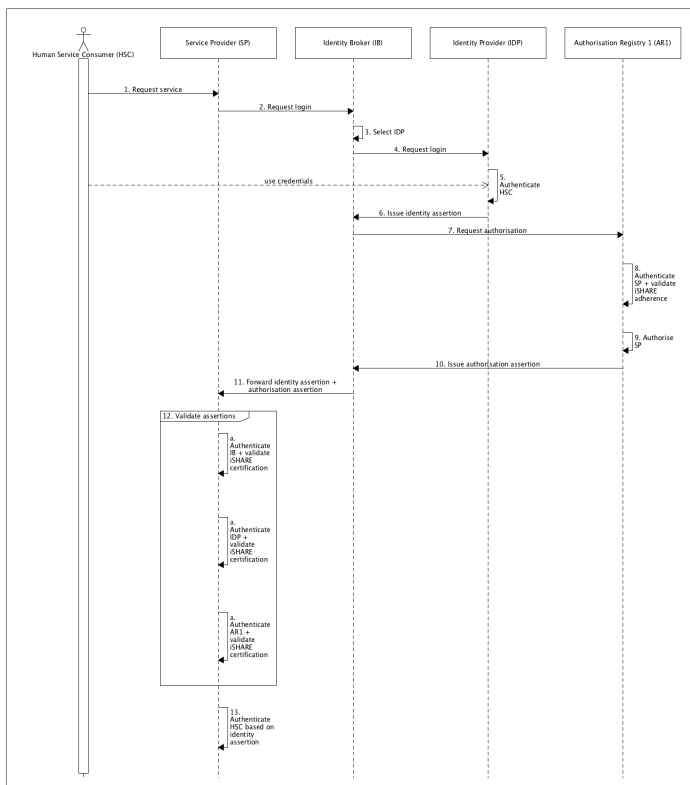 Human Service Consumer (HSC)
Service Provider (SP)
Identity Broker (IB)
Identity Provider (IDP)
Authorisation Registry 1 (AR1)
1. Request service
2. Request login
3. Select IDP
4. Request login
use credentials
5.
Authenticate
HSC
6. Issue identity assertion
7. Request authorisation
8.
Authenticate
SP + validate
iSHARE
adherence
9. Authorise
SP
10. Issue authorisation assertion
11. Forward identity assertion +
authorisation assertion
12. Validate assertions
a.
Authenticate
IB + validate
iSHARE
certification
a.
Authenticate
IDP +
validate
iSHARE
certification
a.
Authenticate
AR1 +
validate
iSHARE
certification
13.
Authenticate
HSC based on
identity
assertion